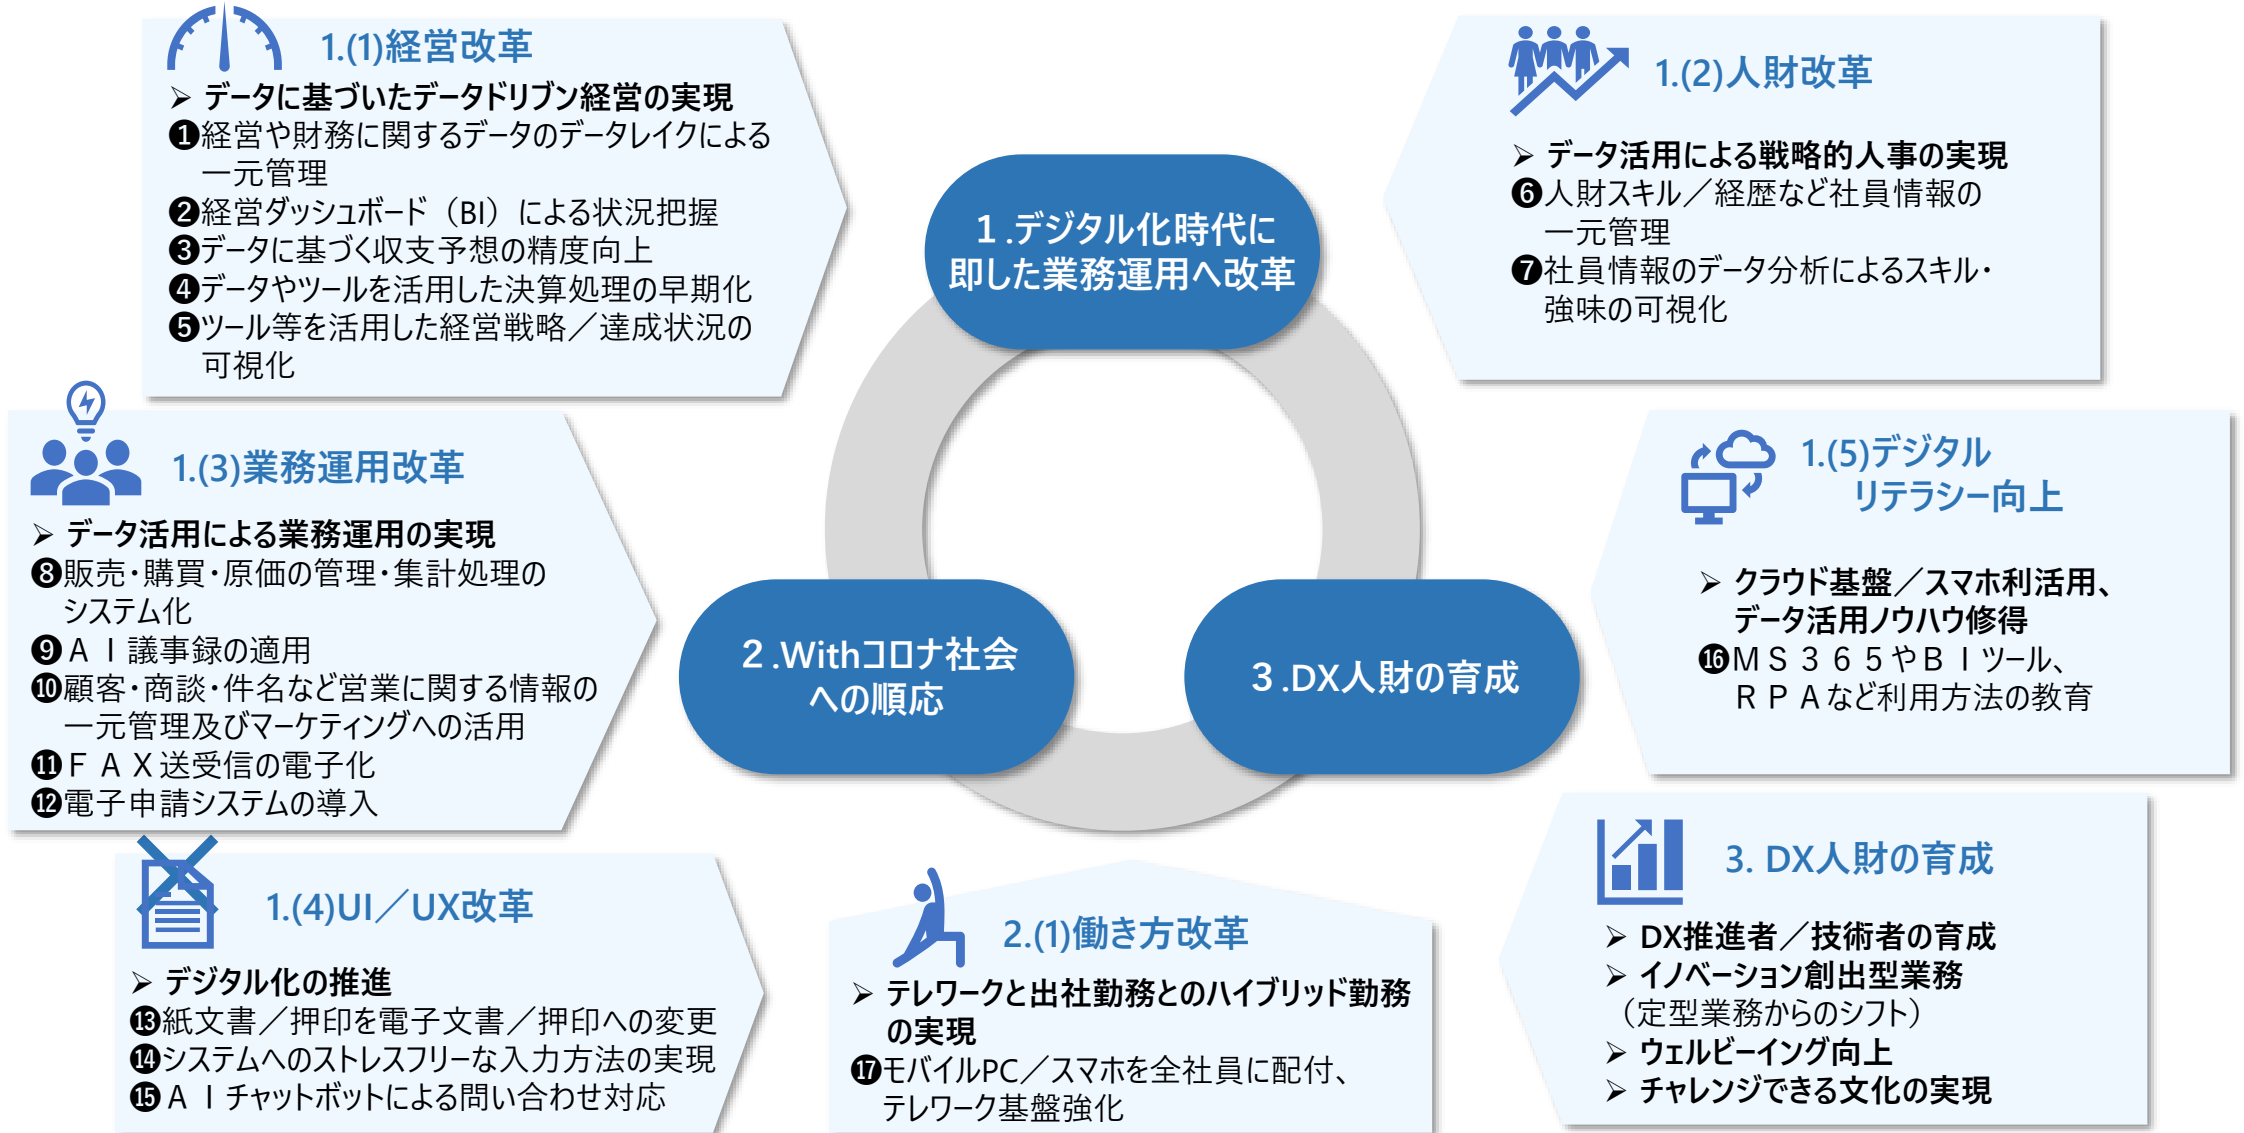 1.(1)経営改革
➢ データに基づいたデータドリブン経営の実現
❶経営や財務に関するデータのデータレイクによる
一元管理
❷経営ダッシュボード（BI）による状況把握
❸データに基づく収支予想の精度向上
❹データやツールを活用した決算処理の早期化
❺ツール等を活用した経営戦略／達成状況の
可視化
1.(2)人財改革
➢ データ活用による戦略的人事の実現
❻人財スキル／経歴など社員情報の
一元管理
❼社員情報のデータ分析によるスキル・
強味の可視化
１.デジタル化時代に
即した業務運用へ改革
２.Withコロナ社会
への順応
３.DX人財の育成
1.(3)業務運用改革
➢ データ活用による業務運用の実現
❽販売・購買・原価の管理・集計処理の
システム化
❾ＡＩ議事録の適用
❿顧客・商談・件名など営業に関する情報の
一元管理及びマーケティングへの活用
⓫ＦＡＸ送受信の電子化
⓬電子申請システムの導入
1.(5)デジタル
リテラシー向上
➢ クラウド基盤／スマホ利活用、
データ活用ノウハウ修得
⓰ＭＳ３６５やＢＩツール、
ＲＰＡなど利用方法の教育
1.(4)UI／UX改革
➢ デジタル化の推進
⓭紙文書／押印を電子文書／押印への変更
⓮システムへのストレスフリーな入力方法の実現
⓯ＡＩチャットボットによる問い合わせ対応
2.(1)働き方改革
➢ テレワークと出社勤務とのハイブリッド勤務
の実現
⓱モバイルPC／スマホを全社員に配付、
テレワーク基盤強化
3. DX人財の育成
➢ DX推進者／技術者の育成
➢ イノベーション創出型業務
（定型業務からのシフト）
➢ ウェルビーイング向上
➢ チャレンジできる文化の実現